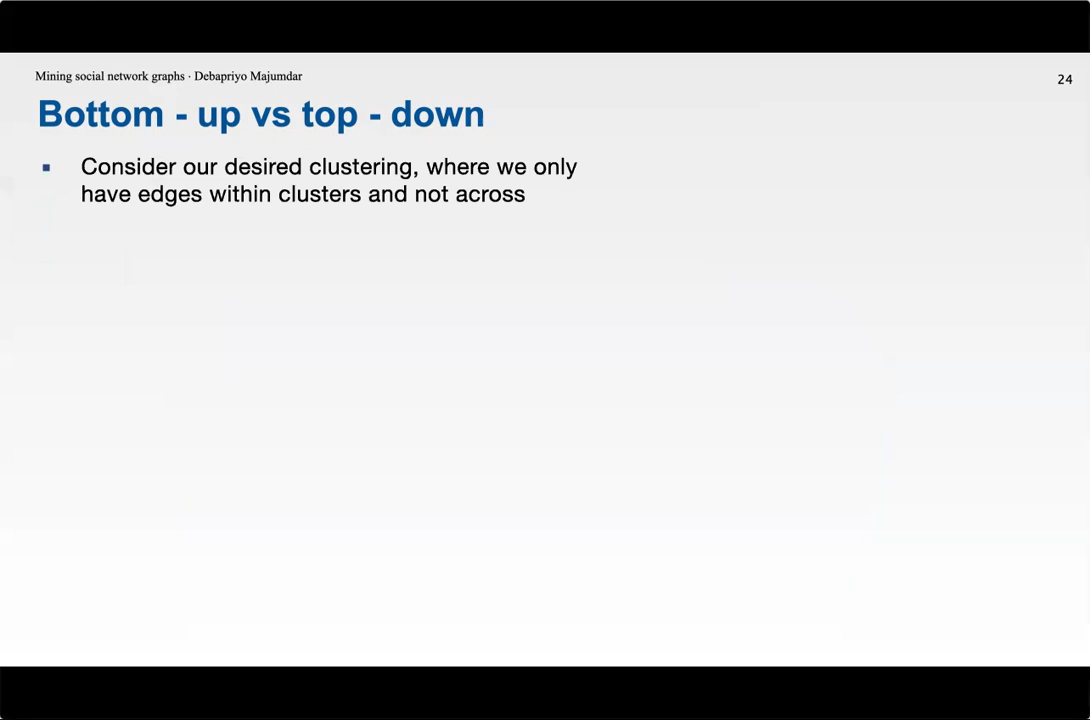 Mining social network graphs · Debapriyo Majumdar
24
Bottom - up vs top - down
▪ Consider our desired clustering, where we only
have edges within clusters and not across